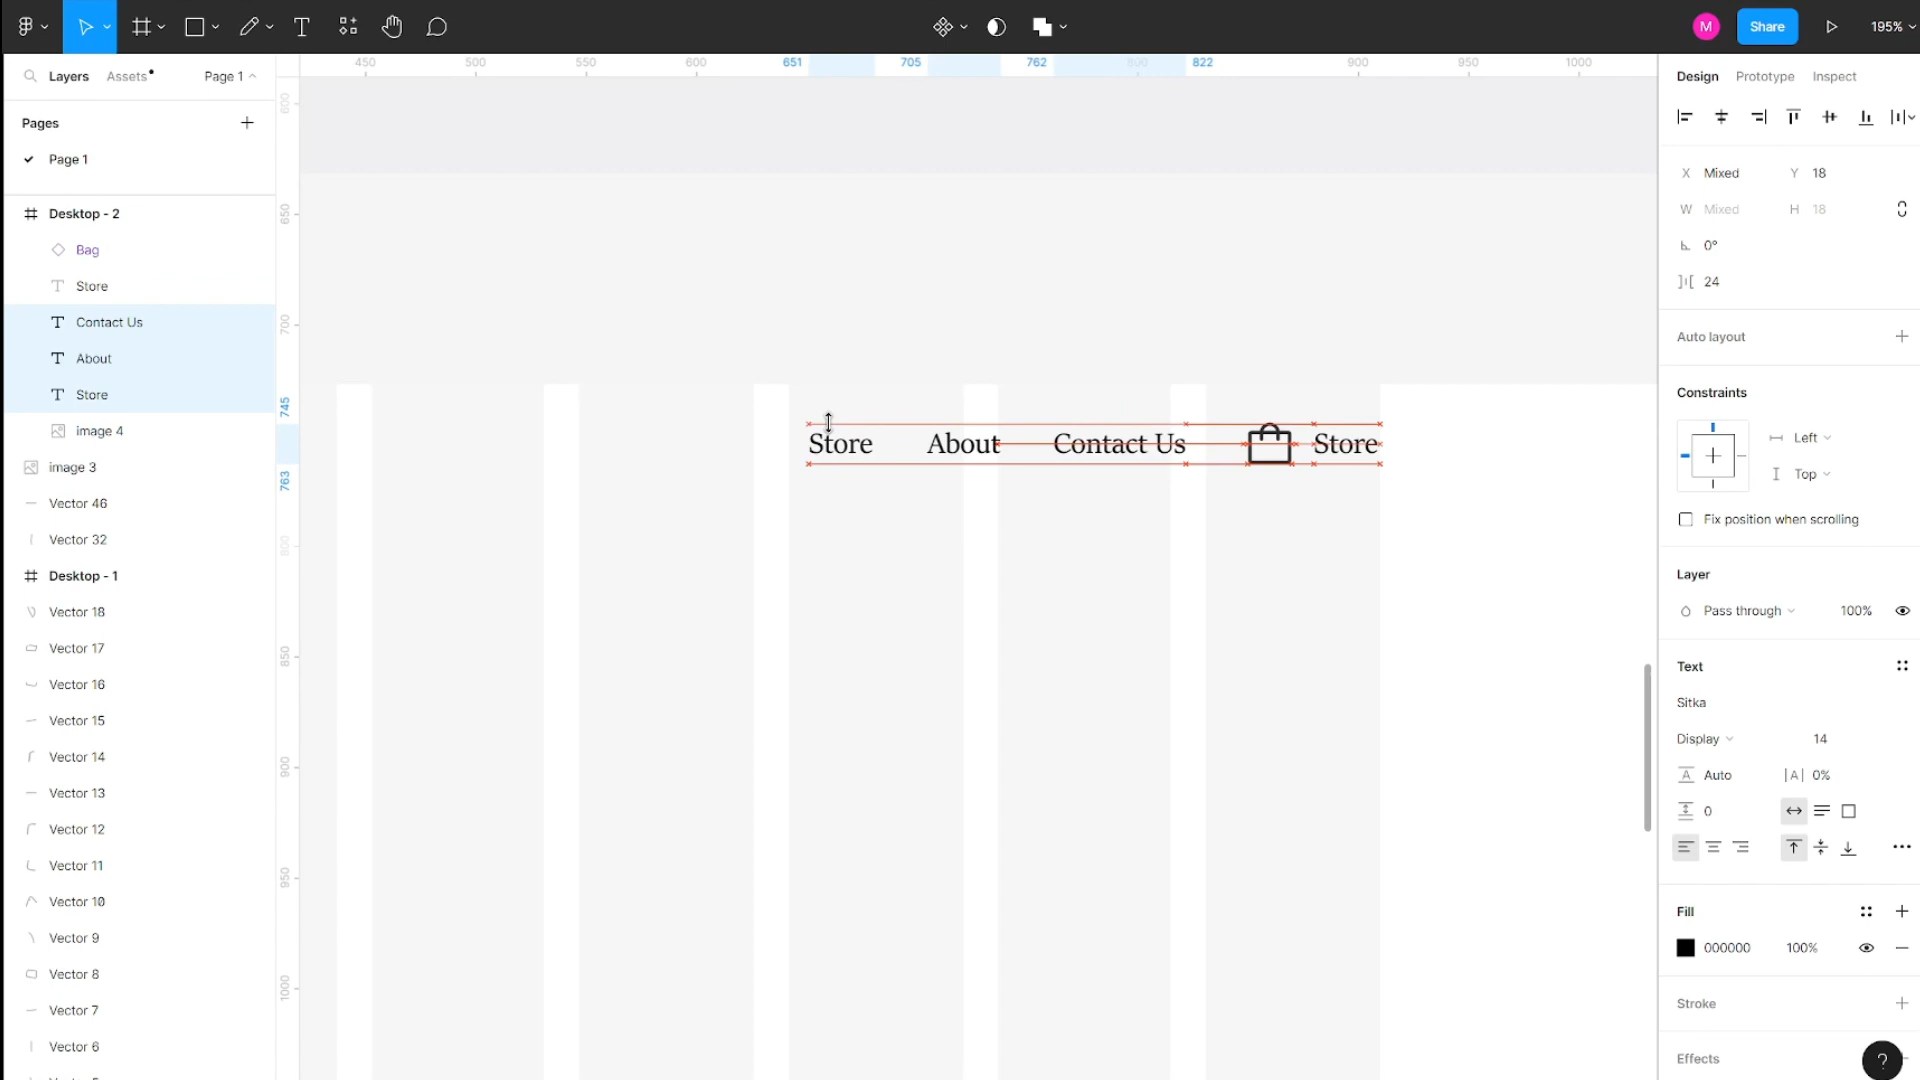 M
Share
195%
Layers
Assets
Page 1
Pages
Page 1
Desktop - 2
Bag
Store
Contact Us
About
Store
image 4
image 3
Vector 46
Vector 32
Desktop - 1
Vector 18
Vector 17
Vector 16
Vector 15
Vector 14
Vector 13
Vector 12
Vector 11
Vector 10
Vector 9
Vector 8
Vector 7
Vector 6
450 500 550 600 651 705 762 800 822 900 950 1000
600
650
700
745
763
800
850
900
950
1000
Store About Contact Us Store
Design Prototype Inspect
X Mixed Y 18
W Mixed H 18
0°
24
Auto layout
Constraints
Left
Top
Fix position when scrolling
Layer
Pass through 100%
Text
Sitka
Display 14
A Auto |A| 0%
0
Fill
000000 100%
Stroke
Effects
?